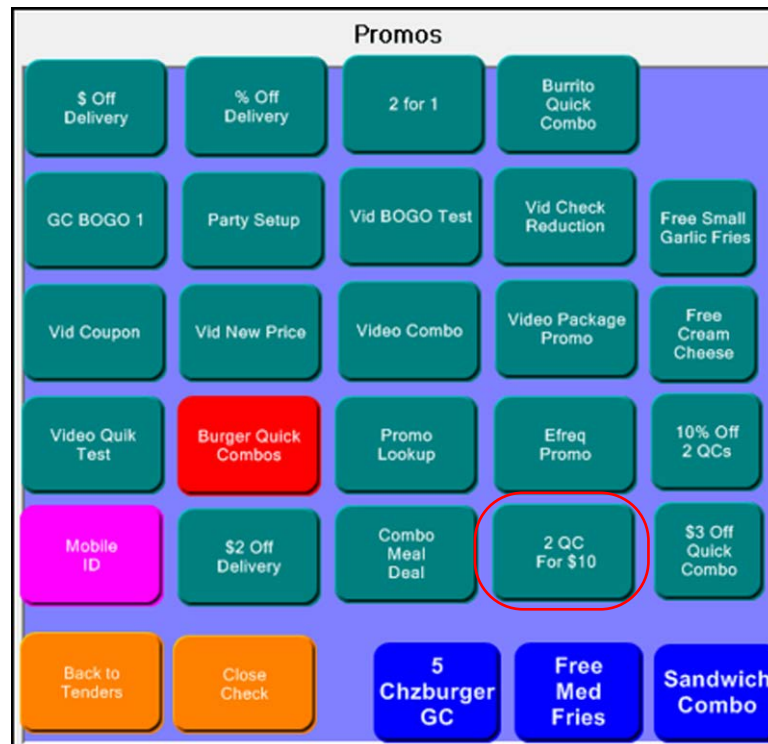 Promos
$ Off
Delivery
% Off
Delivery
2 for 1
Burrito
Quick
Combo
GC BOGO 1
Party Setup
Vid BOGO Test
Vid Check
Reduction
Free Small
Garlic Fries
Vid Coupon
Vid New Price
Video Combo
Video Package
Promo
Free
Cream
Cheese
Video Quik
Test
Burger Quick
Combos
Promo
Lookup
Efreq
Promo
10% Off
2 QCs
Mobile
ID
$2 Off
Delivery
Combo
Meal
Deal
2 QC
For $10
$3 Off
Quick
Combo
Back to
Tenders
Close
Check
5
Chzburger
GC
Free
Med
Fries
Sandwich
Combo